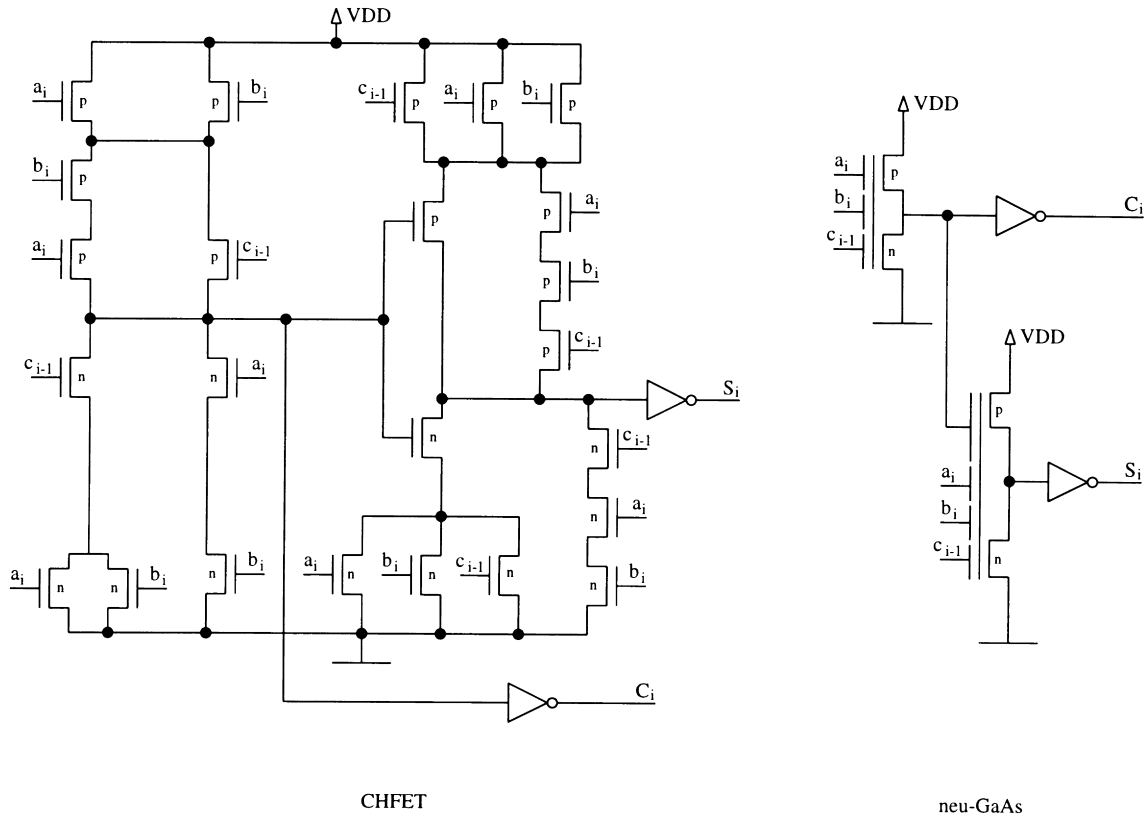 VDD
a_i p p b_i c_{i-1} p a_i p b_i p
VDD
b_i p
a_i p
p a_i
b_i p
C_i
p
a_i p p c_{i-1}
c_{i-1} n
p b_i
VDD
p c_{i-1}
c_{i-1} n n a_i
p
S_i
n
n c_{i-1}
a_i
S_i
n a_i
b_i
c_{i-1} n
a_i n n b_i n b_i a_i n b_i n c_{i-1} n n b_i
C_i
CHFET
neu-GaAs